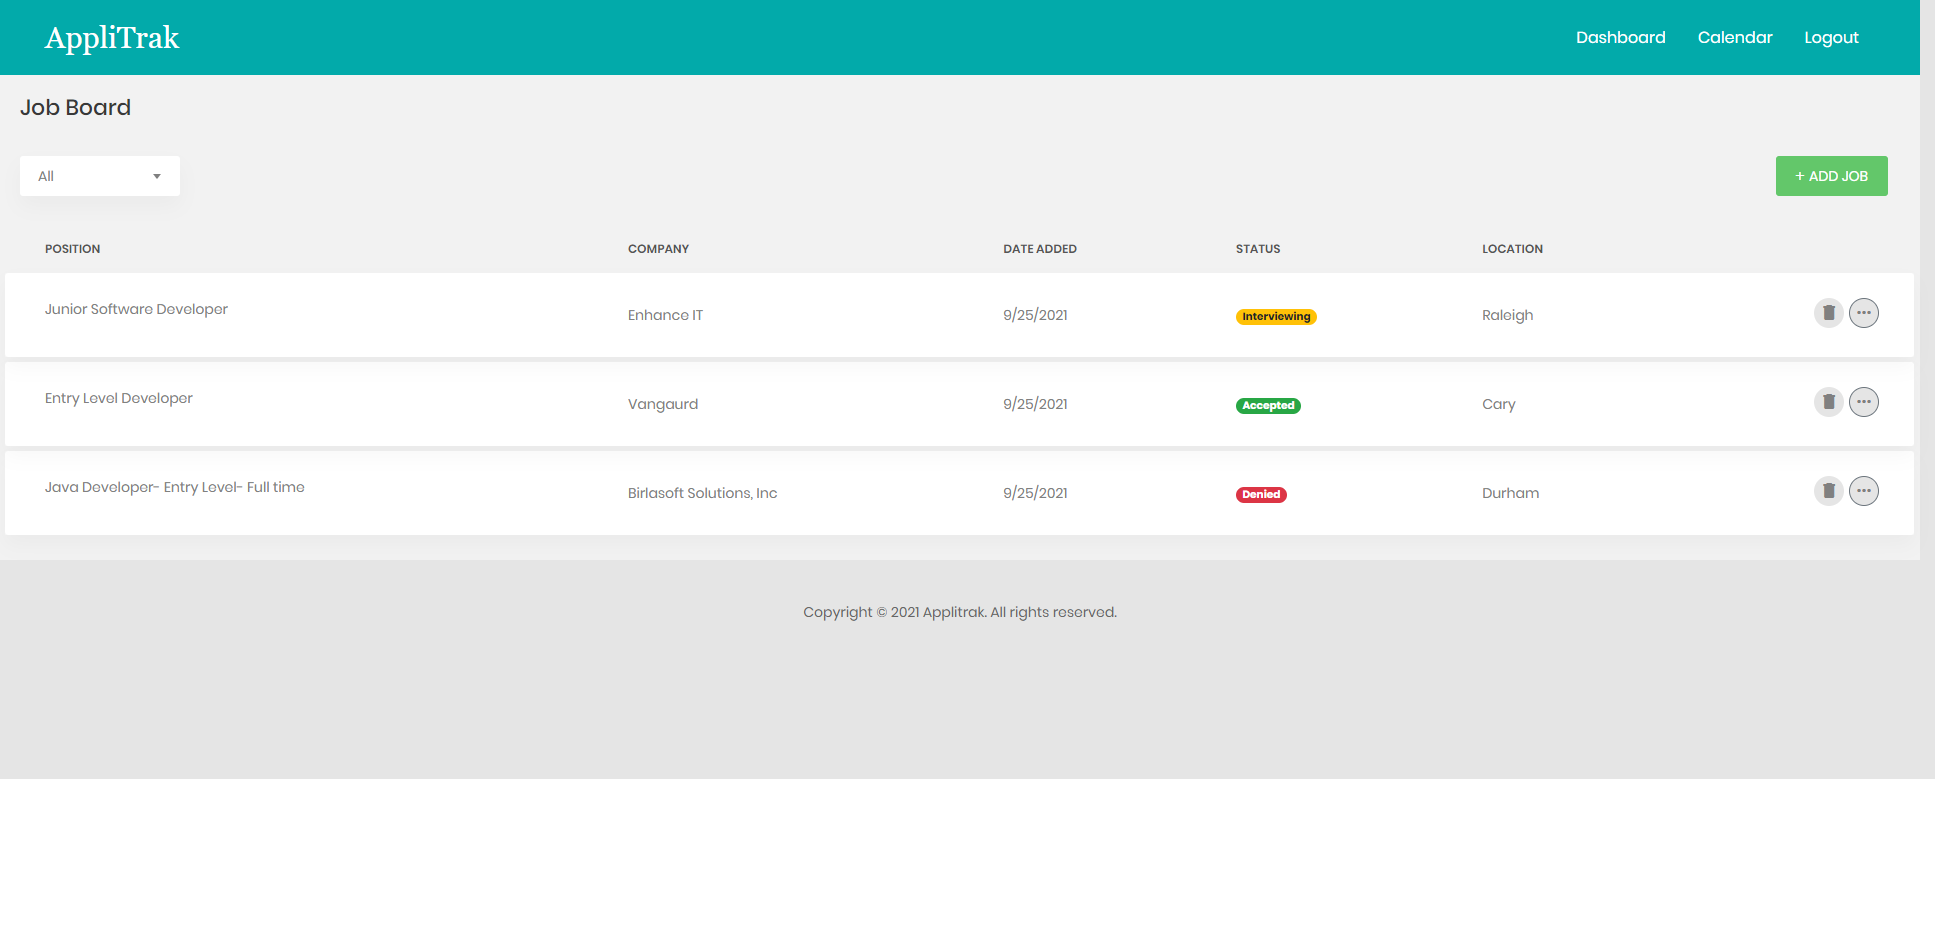 AppliTrak
Dashboard Calendar Logout
Job Board
All
+ ADD JOB
POSITION COMPANY DATE ADDED STATUS LOCATION
Junior Software Developer Enhance IT 9/25/2021 Interviewing Raleigh
Entry Level Developer Vangaurd 9/25/2021 Accepted Cary
Java Developer- Entry Level- Full time Birlasoft Solutions, Inc 9/25/2021 Denied Durham
Copyright © 2021 Applitrak. All rights reserved.